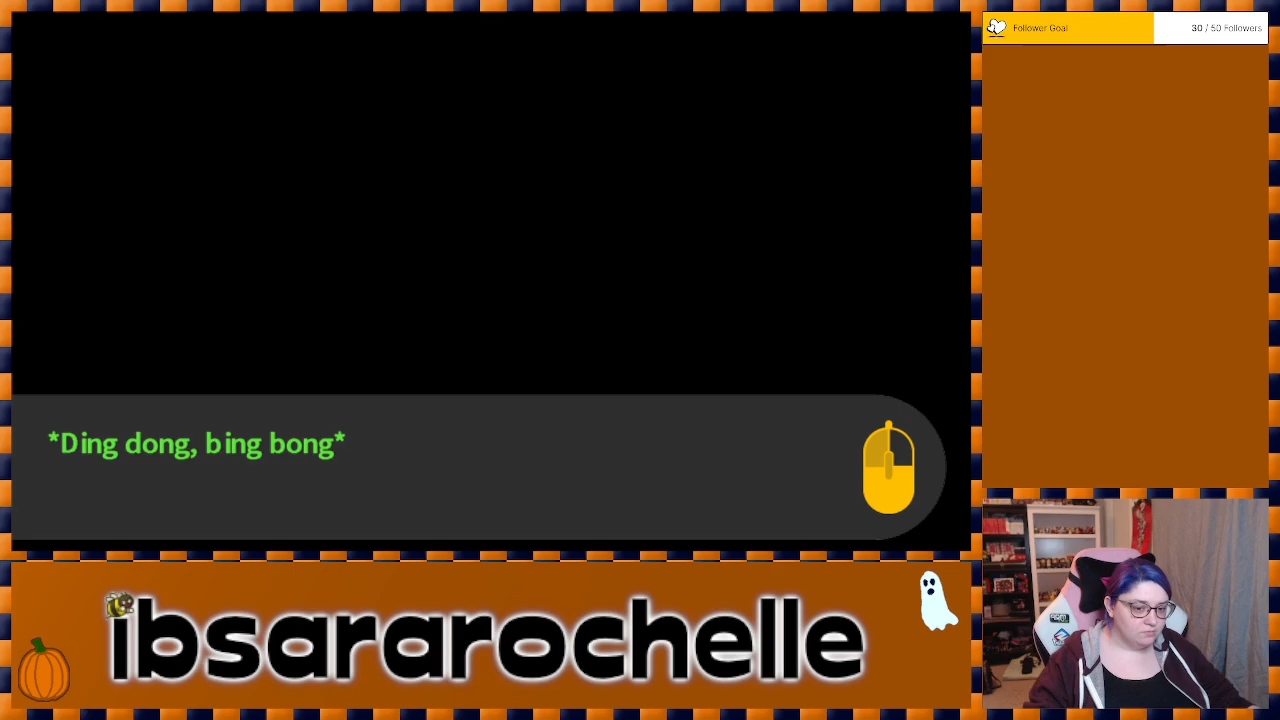 Follower Goal
30 / 50 Followers
*Ding dong, bing bong*
ibsararochelle